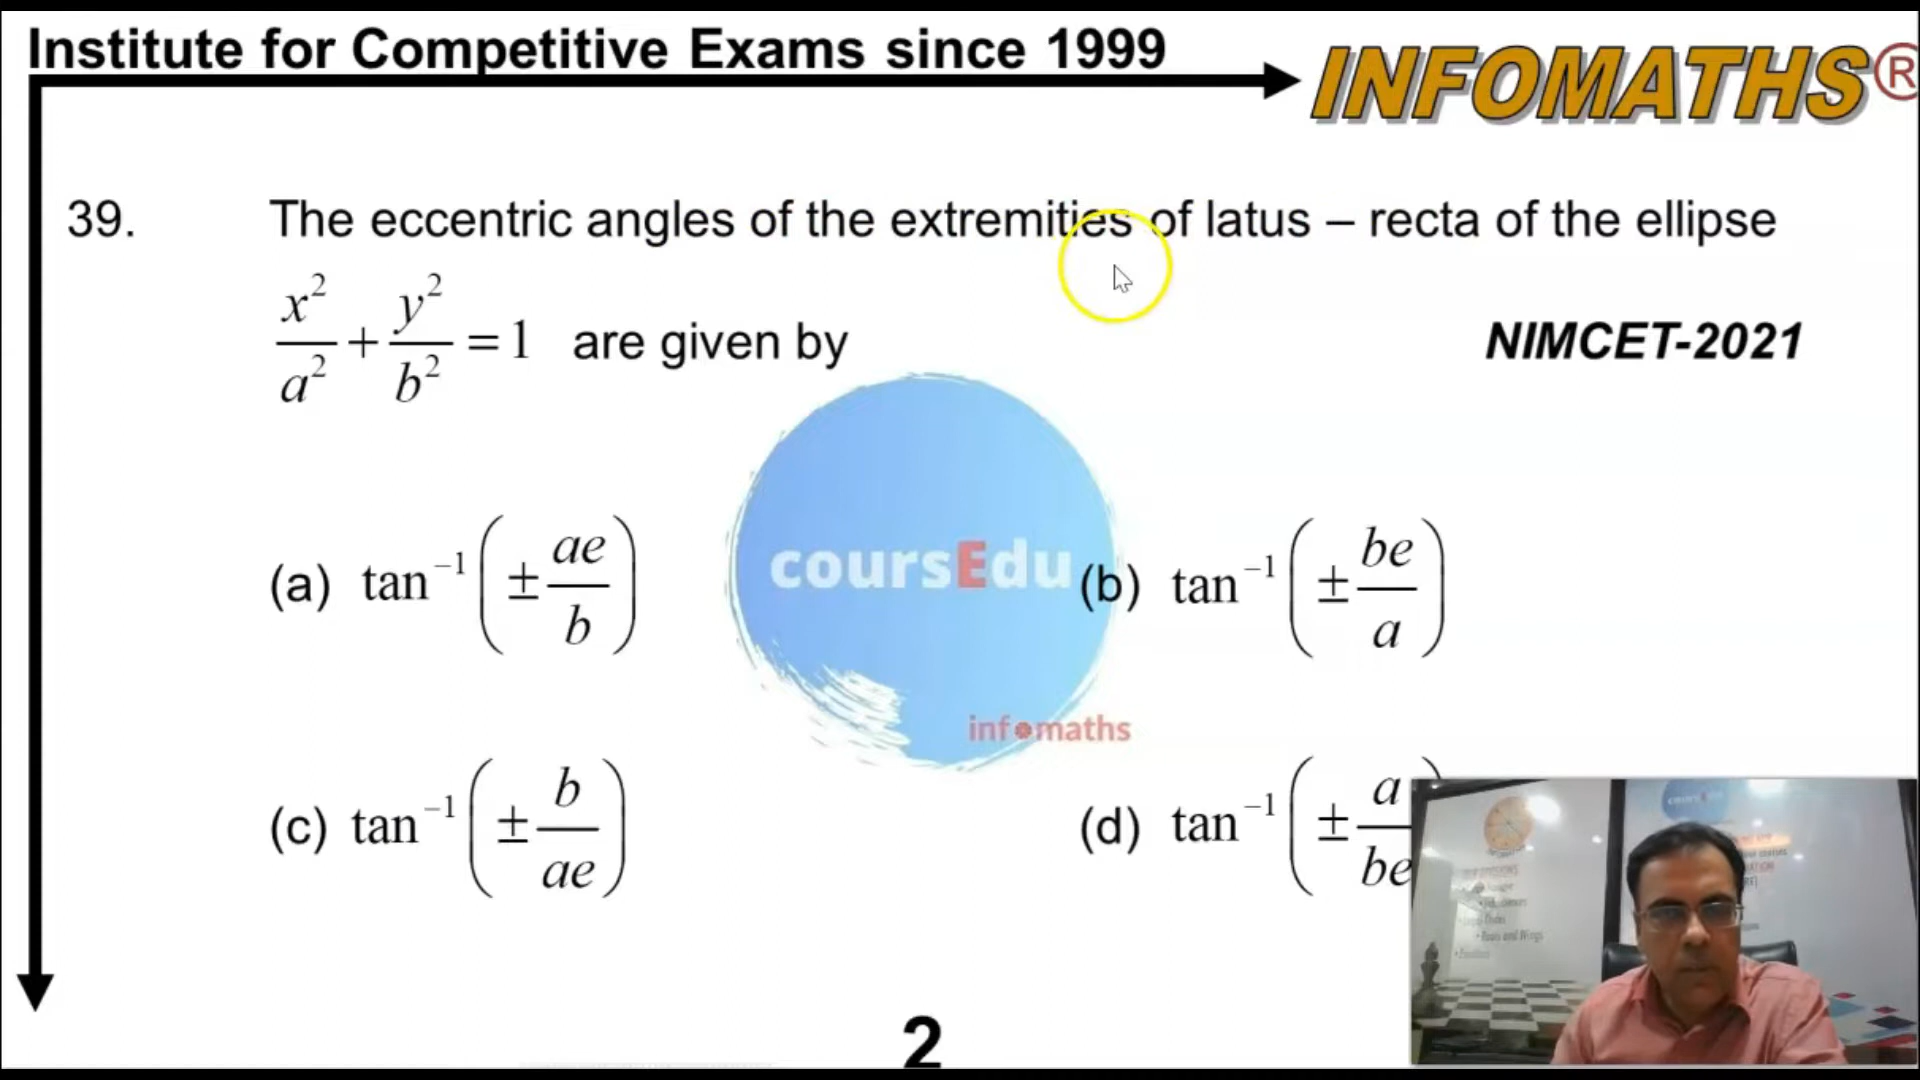 Institute for Competitive Exams since 1999
INFOMATHS®
39. The eccentric angles of the extremities of latus – recta of the ellipse
x²/a² + y²/b² = 1 are given by NIMCET-2021
(a) tan⁻¹(± ae/b) (b) tan⁻¹(± be/a)
coursEdu
infomaths
(c) tan⁻¹(± b/ae) (d) tan⁻¹(± a/be)
2